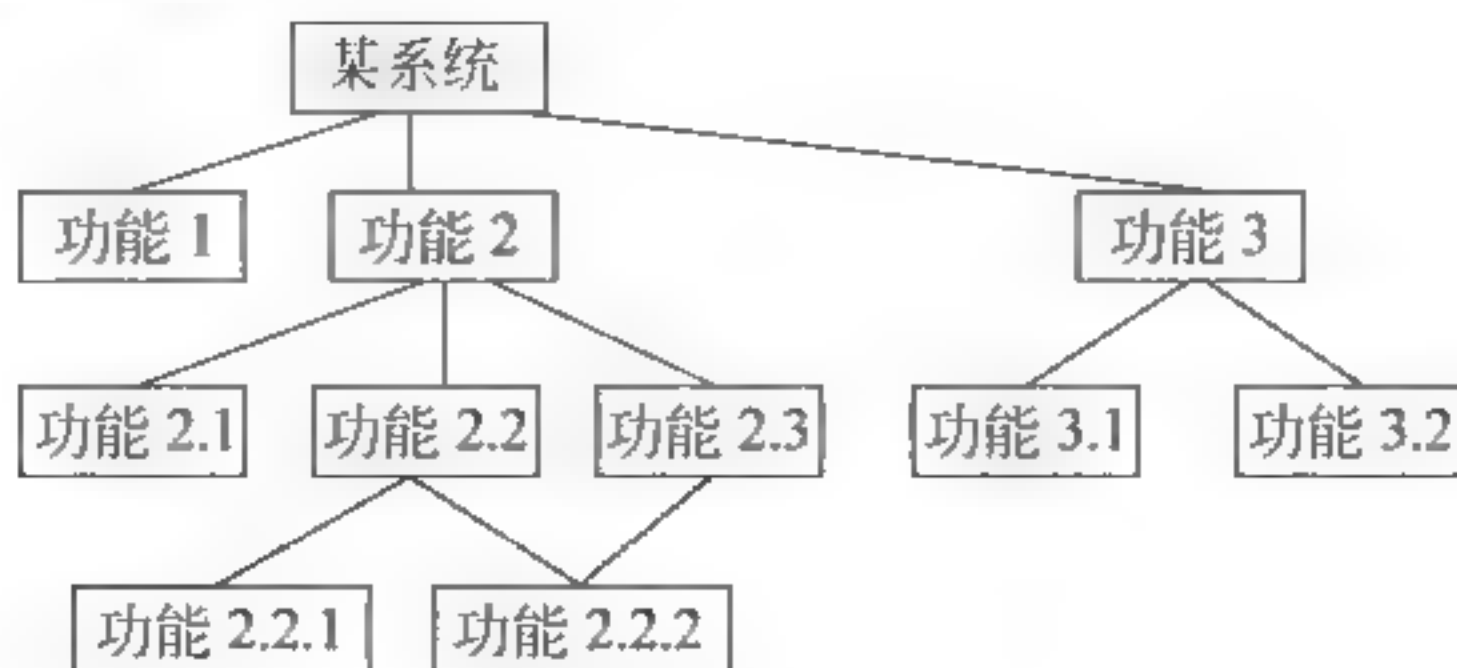 某系统
功能 1
功能 2
功能 3
功能 2.1
功能 2.2
功能 2.3
功能 3.1
功能 3.2
功能 2.2.1
功能 2.2.2